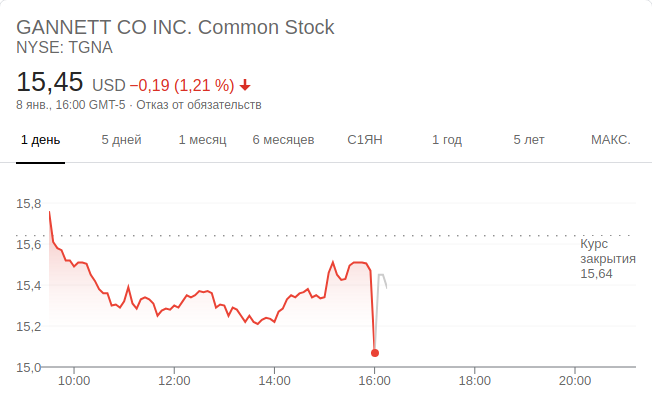 GANNETT CO INC. Common Stock
NYSE: TGNA
15,45 USD −0,19 (1,21 %)
8 янв., 16:00 GMT-5 · Отказ от обязательств
1 день 5 дней 1 месяц 6 месяцев С1ЯН 1 год 5 лет МАКС.
15,8
15,6
15,4
15,2
15,0
Курс
закрытия
15,64
10:00 12:00 14:00 16:00 18:00 20:00